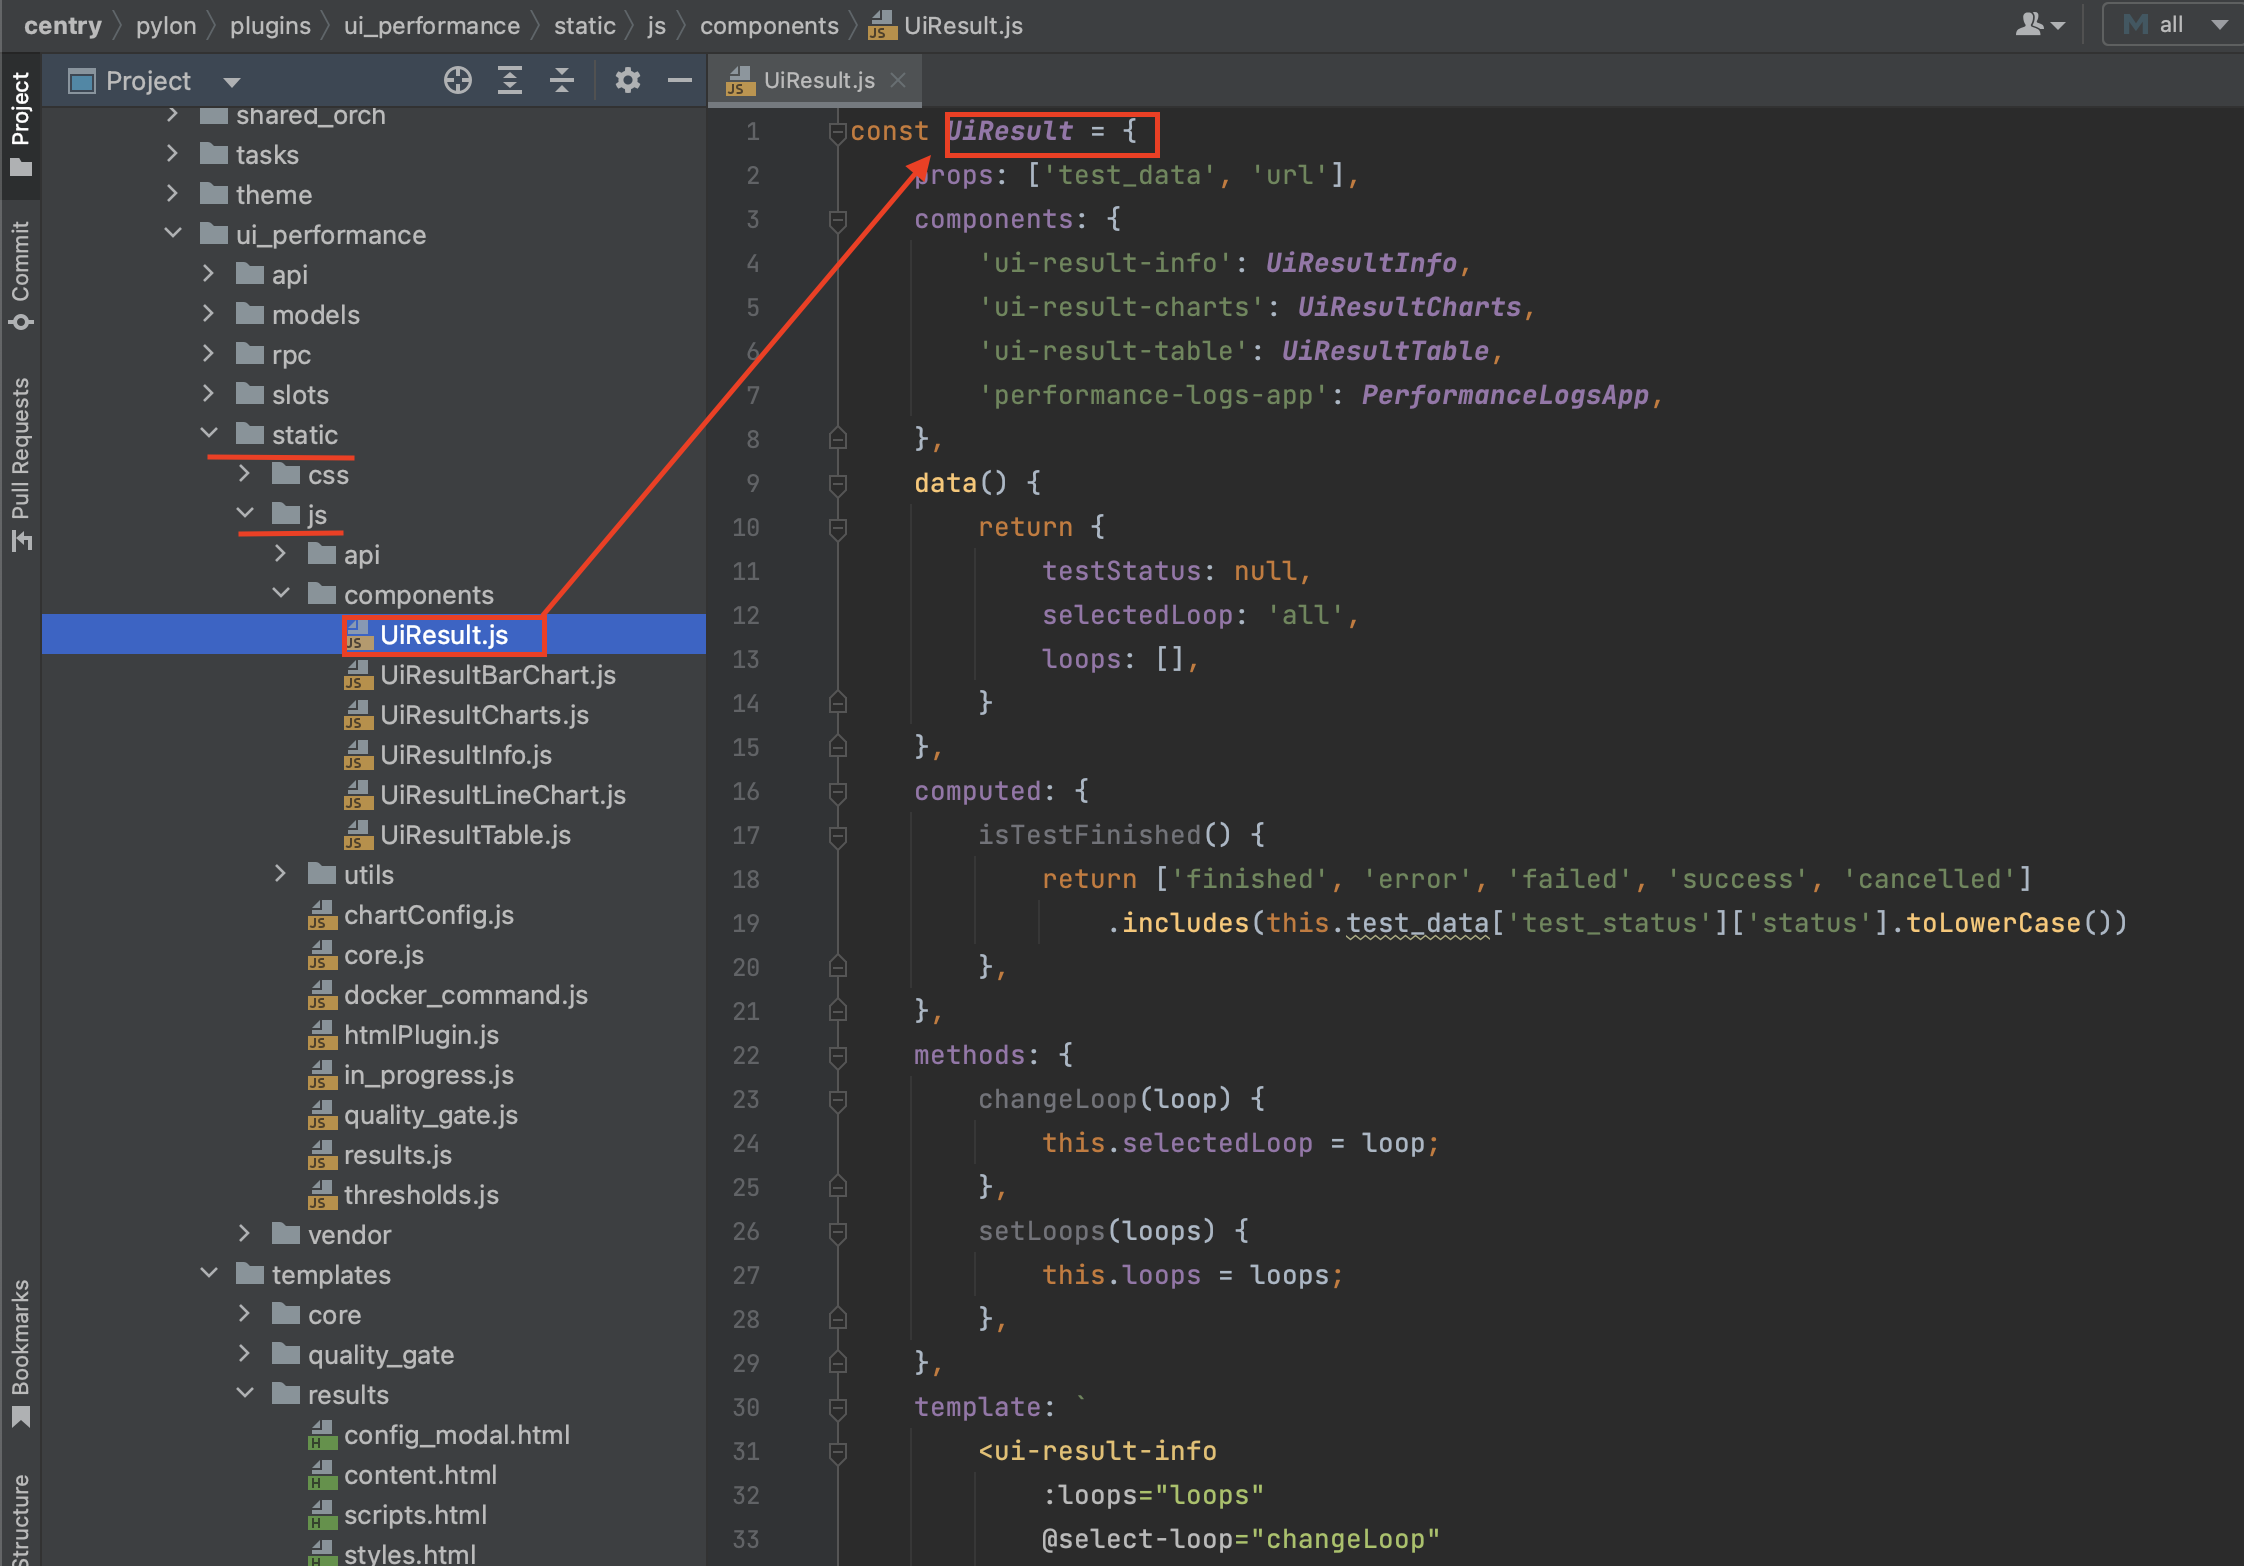 centry pylon plugins ui_performance static js components UiResult.js
all
Project
UiResult.js
Project
Commit
Pull Requests
Bookmarks
Structure
shared_orch
tasks
theme
ui_performance
api
models
rpc
slots
static
css
js
api
components
UiResult.js
UiResultBarChart.js
UiResultCharts.js
UiResultInfo.js
UiResultLineChart.js
UiResultTable.js
utils
chartConfig.js
core.js
docker_command.js
htmlPlugin.js
in_progress.js
quality_gate.js
results.js
thresholds.js
vendor
templates
core
quality_gate
results
config_modal.html
content.html
scripts.html
styles.html
1 const UiResult = {
2 props: ['test_data', 'url'],
3 components: {
4 'ui-result-info': UiResultInfo,
5 'ui-result-charts': UiResultCharts,
6 'ui-result-table': UiResultTable,
7 'performance-logs-app': PerformanceLogsApp,
8 },
9 data() {
10 return {
11 testStatus: null,
12 selectedLoop: 'all',
13 loops: [],
14 }
15 },
16 computed: {
17 isTestFinished() {
18 return ['finished', 'error', 'failed', 'success', 'cancelled']
19 .includes(this.test_data['test_status']['status'].toLowerCase())
20 },
21 },
22 methods: {
23 changeLoop(loop) {
24 this.selectedLoop = loop;
25 },
26 setLoops(loops) {
27 this.loops = loops;
28 },
29 },
30 template: `
31 <ui-result-info
32 :loops="loops"
33 @select-loop="changeLoop"